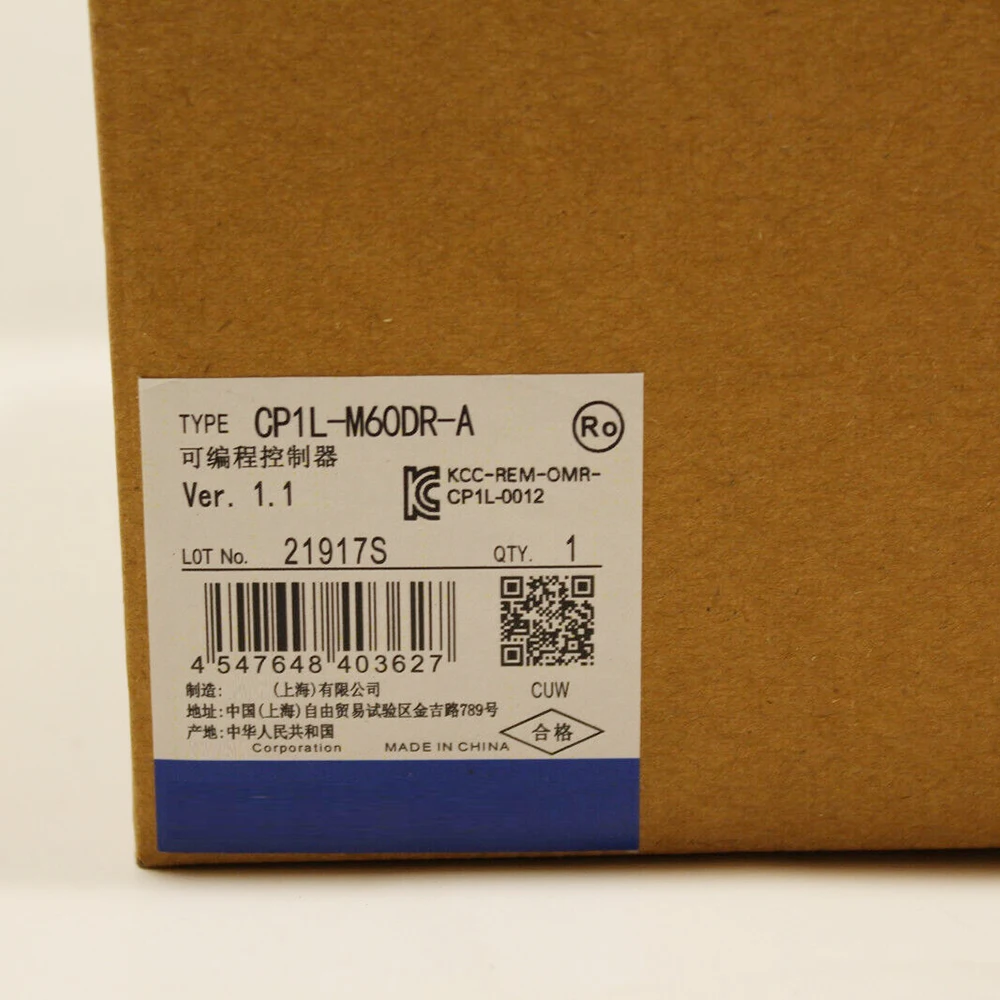 TYPE CP1L-M60DR-A
Ro
可编程控制器
KCC-REM-OMR-
CP1L-0012
Ver. 1.1
LOT No. 21917S QTY. 1
4 547648 403627
制造: (上海)有限公司
CUW
地址:中国(上海)自由贸易试验区金吉路789号
产地:中华人民共和国
合格
Corporation MADE IN CHINA